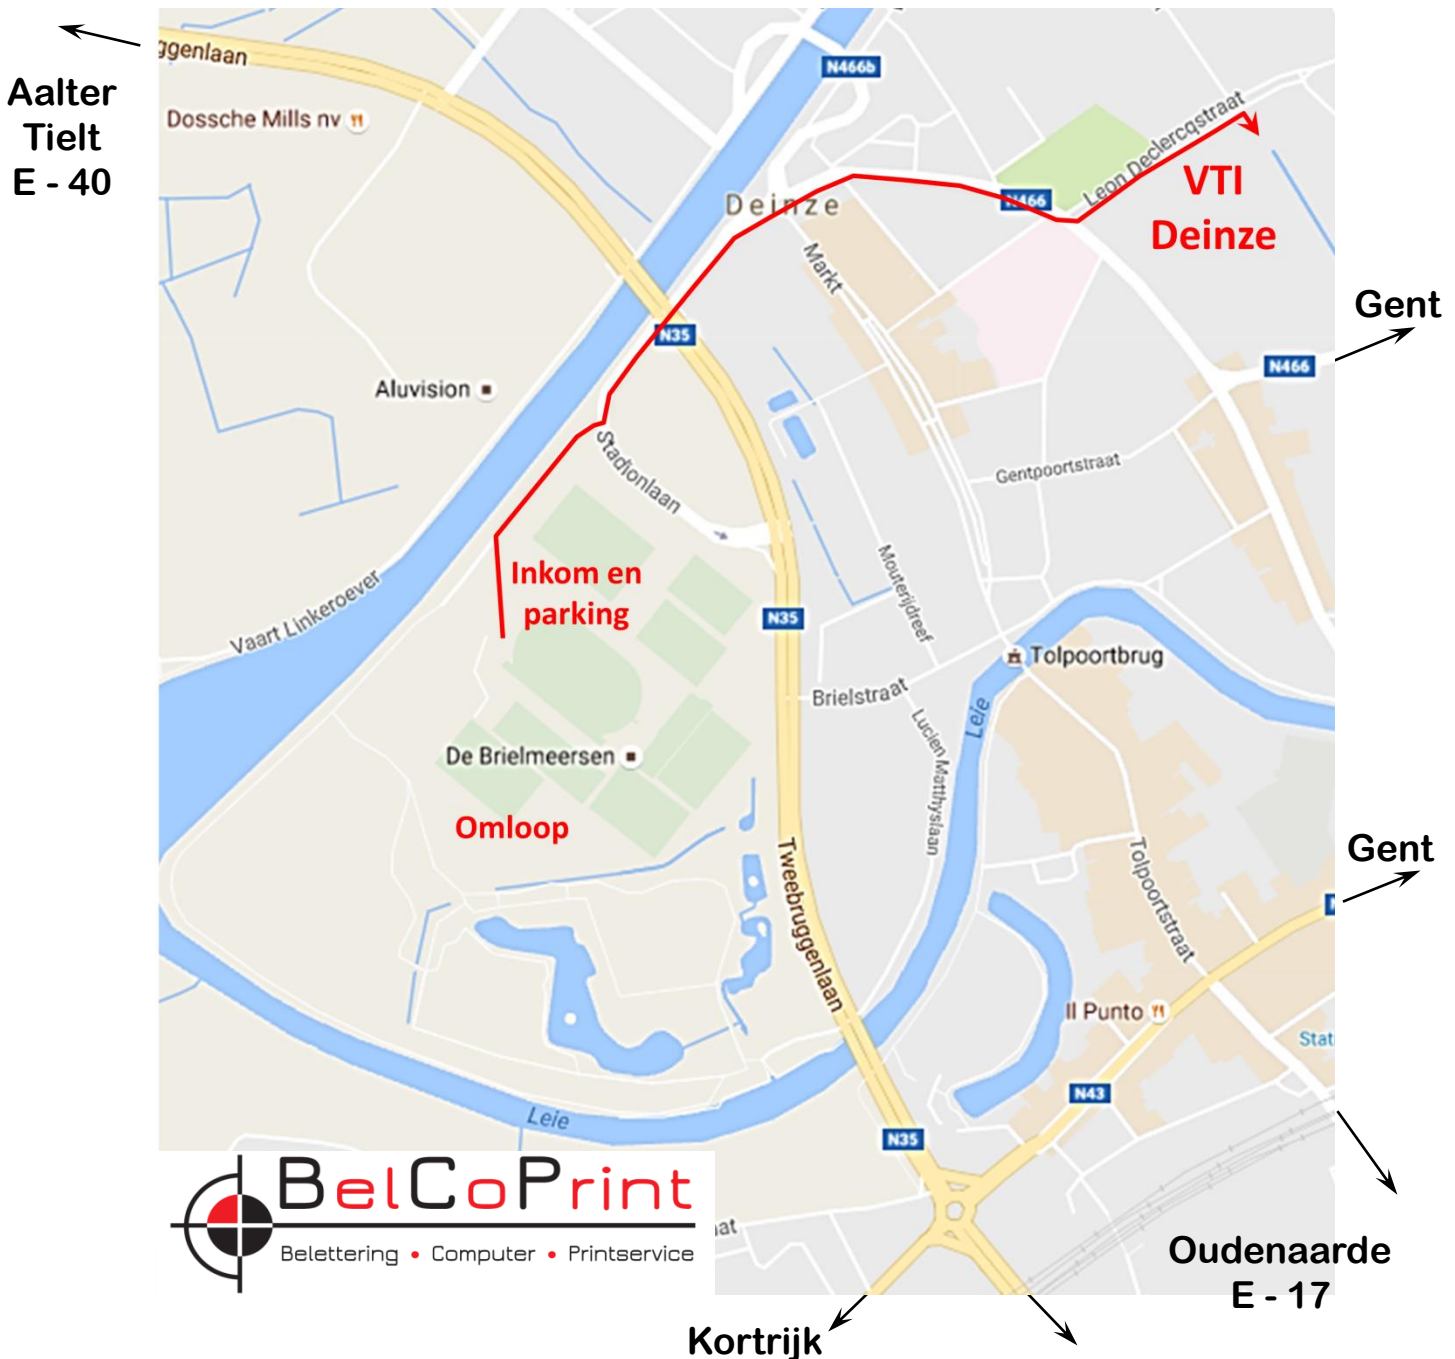 ggenlaan
Aalter
Tielt
E - 40
Dossche Mills nv
N466b
Leon Declercqstraat
N466
VTI
Deinze
Deinze
Markt
Gent
N35
N466
Aluvision
Stadionlaan
Gentpoortstraat
Inkom en
parking
Mouterijdreef
Vaart Linkeroever
N35
Tolpoortbrug
Brielstraat
Leie
Lucien Matthyslaan
De Brielmeersen
Omloop
Gent
Tweebruggenlaan
Tolpoortstraat
Il Punto
Stat
N43
Leie
N35
BelCoPrint
Belettering • Computer • Printservice
at
Oudenaarde
E - 17
Kortrijk